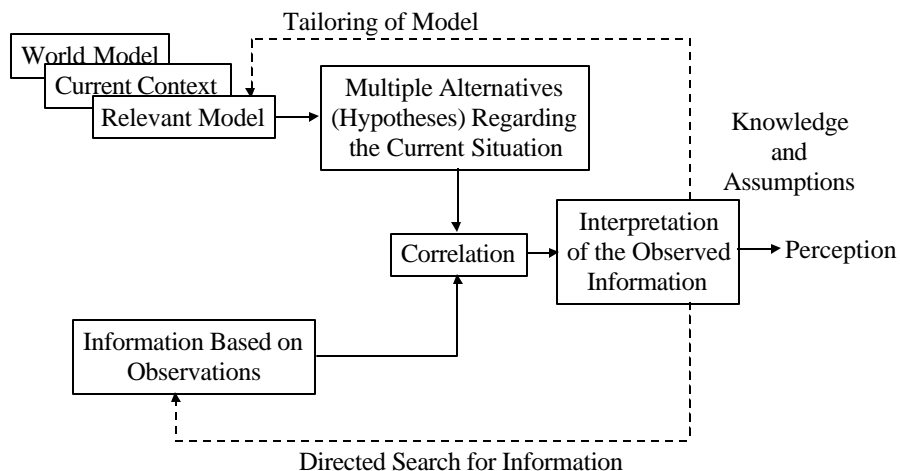 Tailoring of Model
World Model
Current Context
Relevant Model
Multiple Alternatives
(Hypotheses) Regarding
the Current Situation
Knowledge
and
Assumptions
Correlation
Interpretation
of the Observed
Information
Perception
Information Based on
Observations
Directed Search for Information